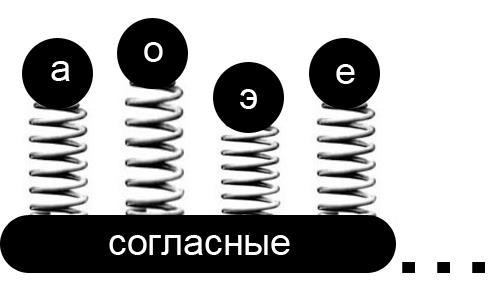 а о э е
согласные ...